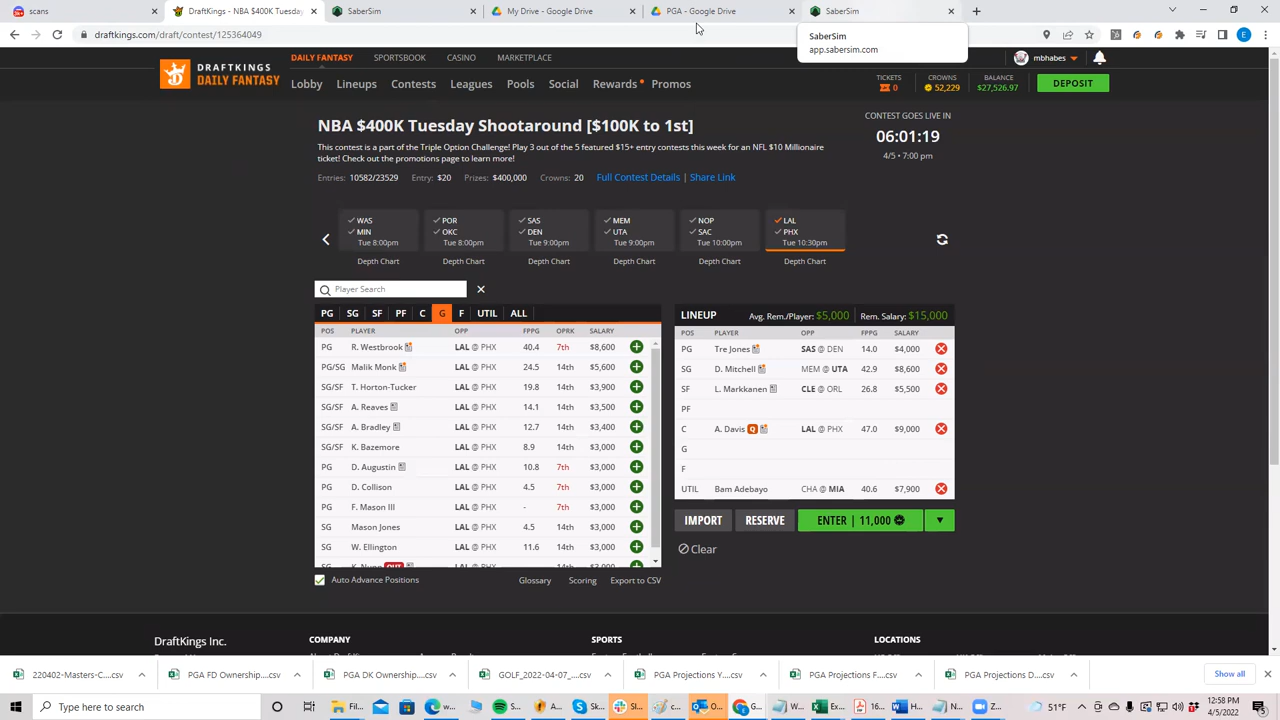 scans
DraftKings - NBA $400K Tuesday
SaberSim
My Drive - Google Drive
PGA - Google Drive
SaberSim
draftkings.com/draft/contest/125364049
SaberSim
app.sabersim.com
E
DRAFTKINGS
DAILY FANTASY
DAILY FANTASY
SPORTSBOOK
CASINO
MARKETPLACE
mbhabes
Lobby
Lineups
Contests
Leagues
Pools
Social
Rewards
Promos
TICKETS
0
CROWNS
52,229
BALANCE
$27,526.97
DEPOSIT
NBA $400K Tuesday Shootaround [$100K to 1st]
This contest is a part of the Triple Option Challenge! Play 3 out of the 5 featured $15+ entry contests this week for an NFL $10 Millionaire
ticket! Check out the promotions page to learn more!
Entries: 10582/23529 Entry: $20 Prizes: $400,000 Crowns: 20 Full Contest Details | Share Link
CONTEST GOES LIVE IN
06:01:19
4/5 • 7:00 pm
WAS
MIN
Tue 8:00pm
Depth Chart
POR
OKC
Tue 8:00pm
Depth Chart
SAS
DEN
Tue 9:00pm
Depth Chart
MEM
UTA
Tue 9:00pm
Depth Chart
NOP
SAC
Tue 10:00pm
Depth Chart
LAL
PHX
Tue 10:30pm
Depth Chart
Player Search
PG SG SF PF C G F UTIL ALL
POS PLAYER OPP FPPG OPRK SALARY
PG R. Westbrook LAL @ PHX 40.4 7th $8,600
PG/SG Malik Monk LAL @ PHX 24.5 14th $5,600
SG/SF T. Horton-Tucker LAL @ PHX 19.8 14th $3,900
SG/SF A. Reaves LAL @ PHX 14.1 14th $3,500
SG/SF A. Bradley LAL @ PHX 12.7 14th $3,400
SG/SF K. Bazemore LAL @ PHX 8.9 14th $3,000
PG D. Augustin LAL @ PHX 10.8 7th $3,000
PG D. Collison LAL @ PHX 4.5 7th $3,000
PG F. Mason III LAL @ PHX - 7th $3,000
SG Mason Jones LAL @ PHX 4.5 14th $3,000
SG W. Ellington LAL @ PHX 11.6 14th $3,000
SG K. Nunn OUT LAL @ PHX 14th $3,000
Auto Advance Positions
Glossary
Scoring
Export to CSV
LINEUP Avg. Rem./Player: $5,000 Rem. Salary: $15,000
POS PLAYER OPP FPPG SALARY
PG Tre Jones SAS @ DEN 14.0 $4,000
SG D. Mitchell MEM @ UTA 42.9 $8,600
SF L. Markkanen CLE @ ORL 26.8 $5,500
PF
C A. Davis Q LAL @ PHX 47.0 $9,000
G
F
UTIL Bam Adebayo CHA @ MIA 40.6 $7,900
IMPORT
RESERVE
ENTER | 11,000
Clear
DraftKings Inc.
COMPANY
SPORTS
LOCATIONS
220402-Masters-C....csv
PGA FD Ownership....csv
PGA DK Ownership....csv
GOLF_2022-04-07_....csv
PGA Projections Y....csv
PGA Projections F....csv
PGA Projections D....csv
Show all
Type here to search
Fil...
w...
S...
A...
Sk...
Sl...
c...
O...
G...
W...
Ex...
16...
W...
N...
Z...
51°F
12:58 PM
4/5/2022